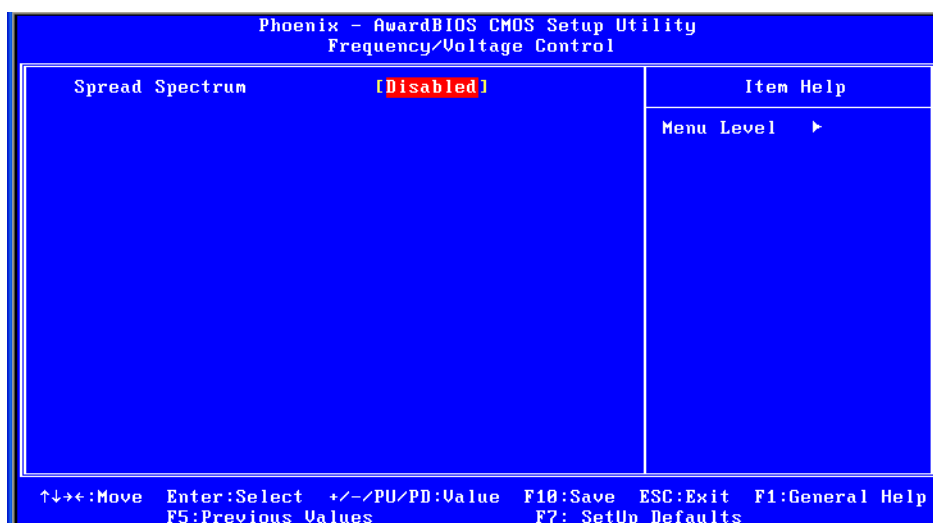 Phoenix - AwardBIOS CMOS Setup Utility
Frequency/Voltage Control
Spread Spectrum [Disabled]
Item Help
Menu Level ►
↑↓→←:Move Enter:Select +/-/PU/PD:Value F10:Save ESC:Exit F1:General Help
F5:Previous Values F7: SetUp Defaults